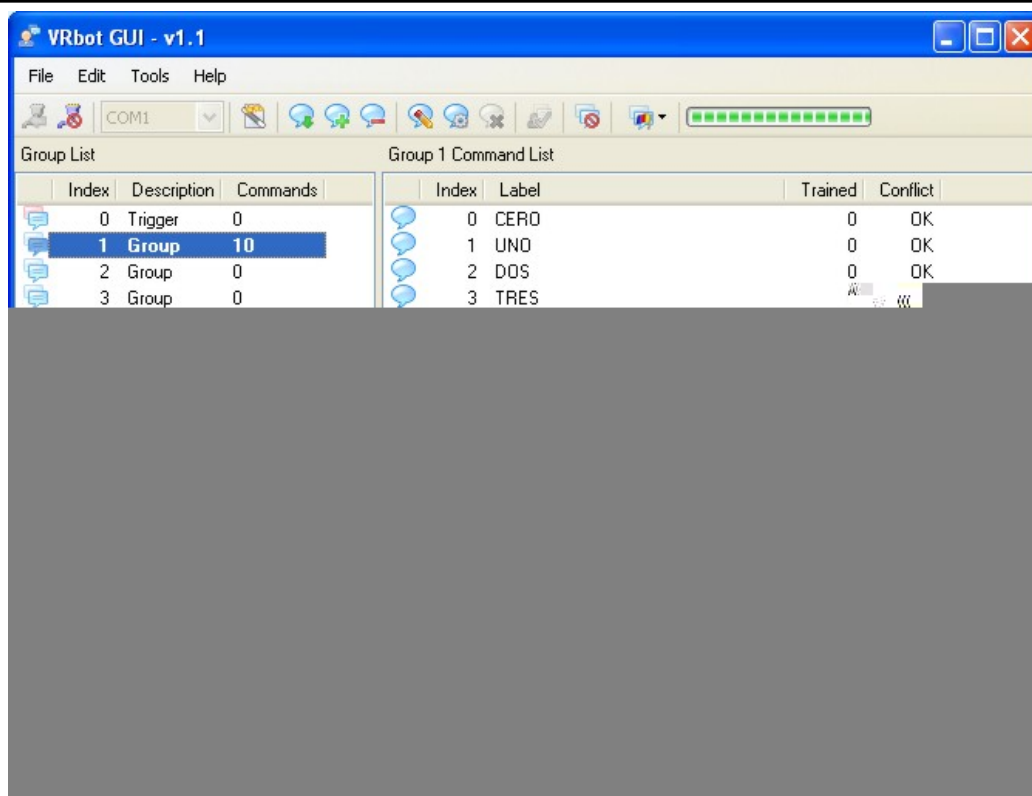 VRbot GUI - v1.1
File Edit Tools Help
COM1
Group List
Group 1 Command List
Index Description Commands
Index Label Trained Conflict
0 Trigger 0
0 CERO 0 OK
1 Group 10
1 UNO 0 OK
2 Group 0
2 DOS 0 OK
3 Group 0
3 TRES